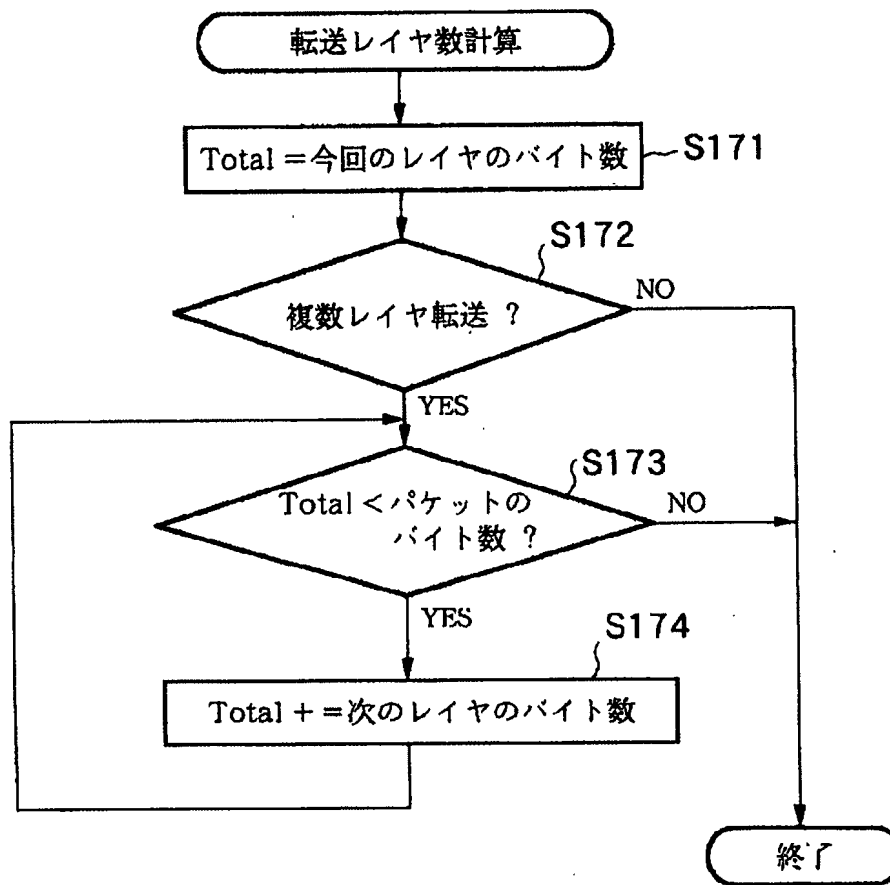 転送レイヤ数計算
Total=今回のレイヤのバイト数
S171
S172
複数レイヤ転送 ?
NO
YES
S173
Total<パケットの
バイト数 ?
NO
YES
S174
Total + =次のレイヤのバイト数
終了